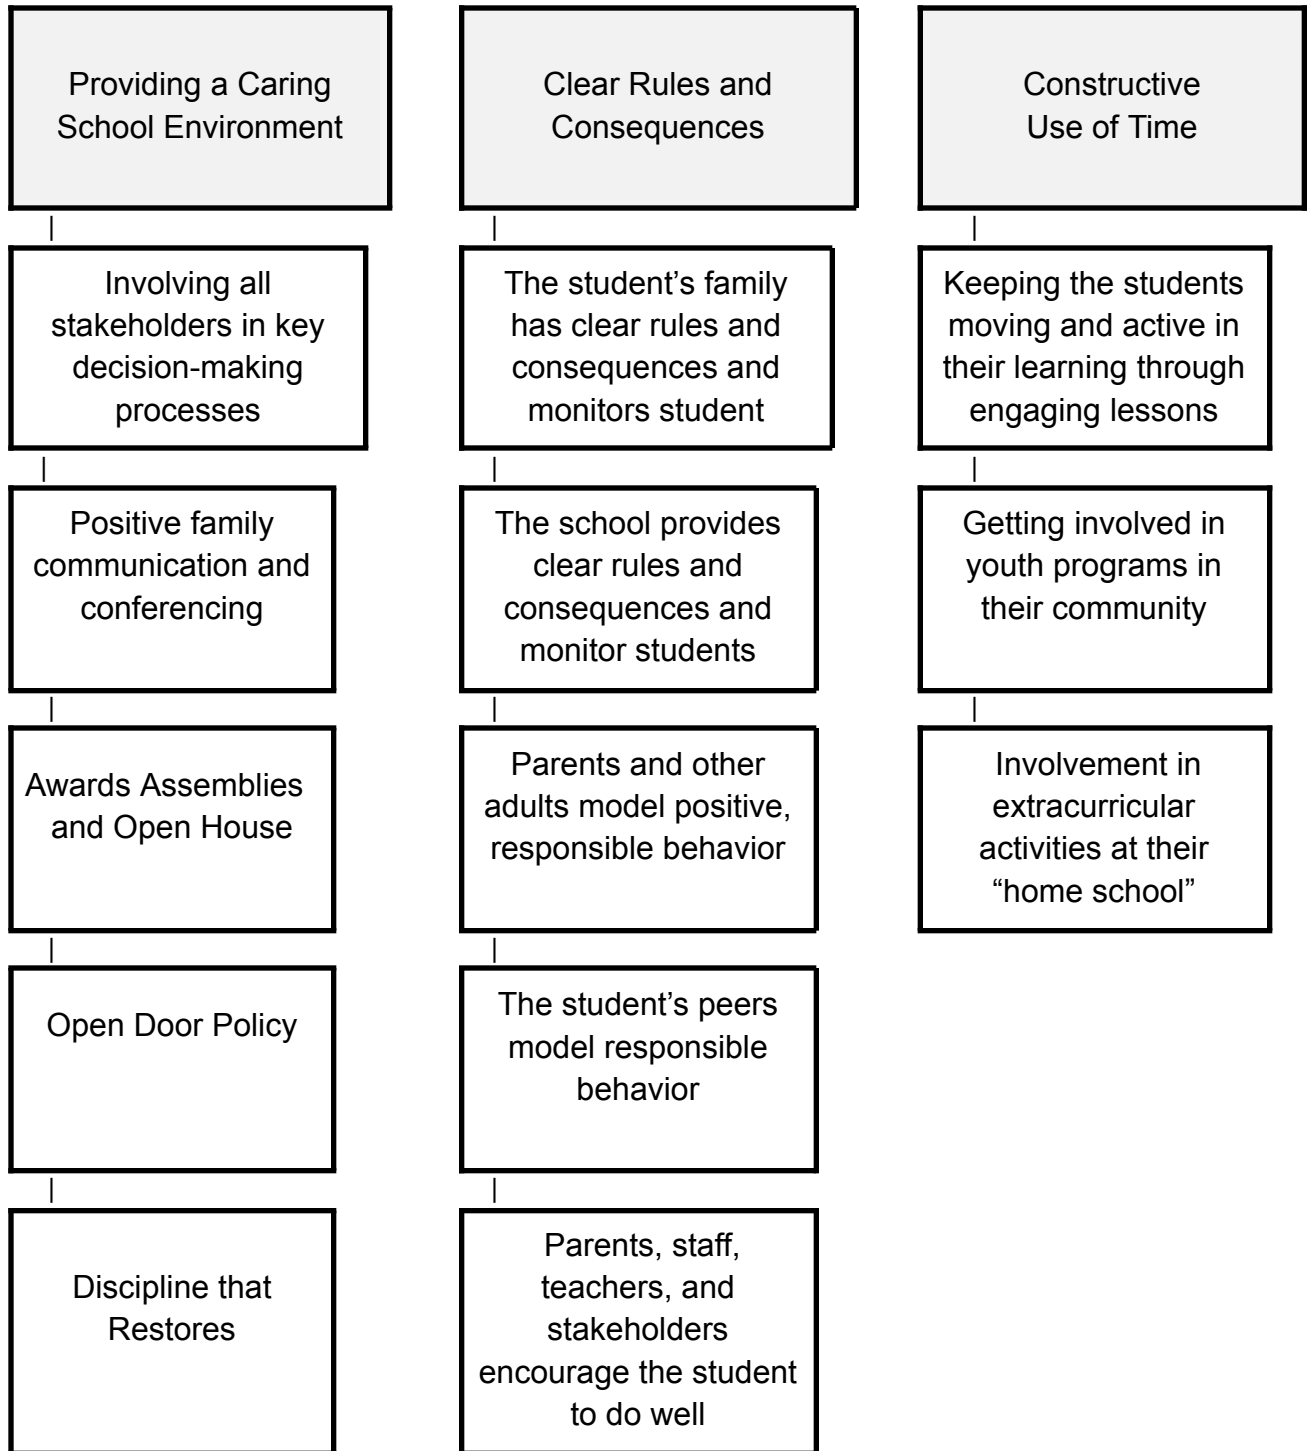 Providing a Caring
School Environment
Involving all
stakeholders in key
decision-making
processes
Positive family
communication and
conferencing
Awards Assemblies
and Open House
Open Door Policy
Discipline that
Restores
Clear Rules and
Consequences
The student’s family
has clear rules and
consequences and
monitors student
The school provides
clear rules and
consequences and
monitor students
Parents and other
adults model positive,
responsible behavior
The student’s peers
model responsible
behavior
Parents, staff,
teachers, and
stakeholders
encourage the student
to do well
Constructive
Use of Time
Keeping the students
moving and active in
their learning through
engaging lessons
Getting involved in
youth programs in
their community
Involvement in
extracurricular
activities at their
“home school”